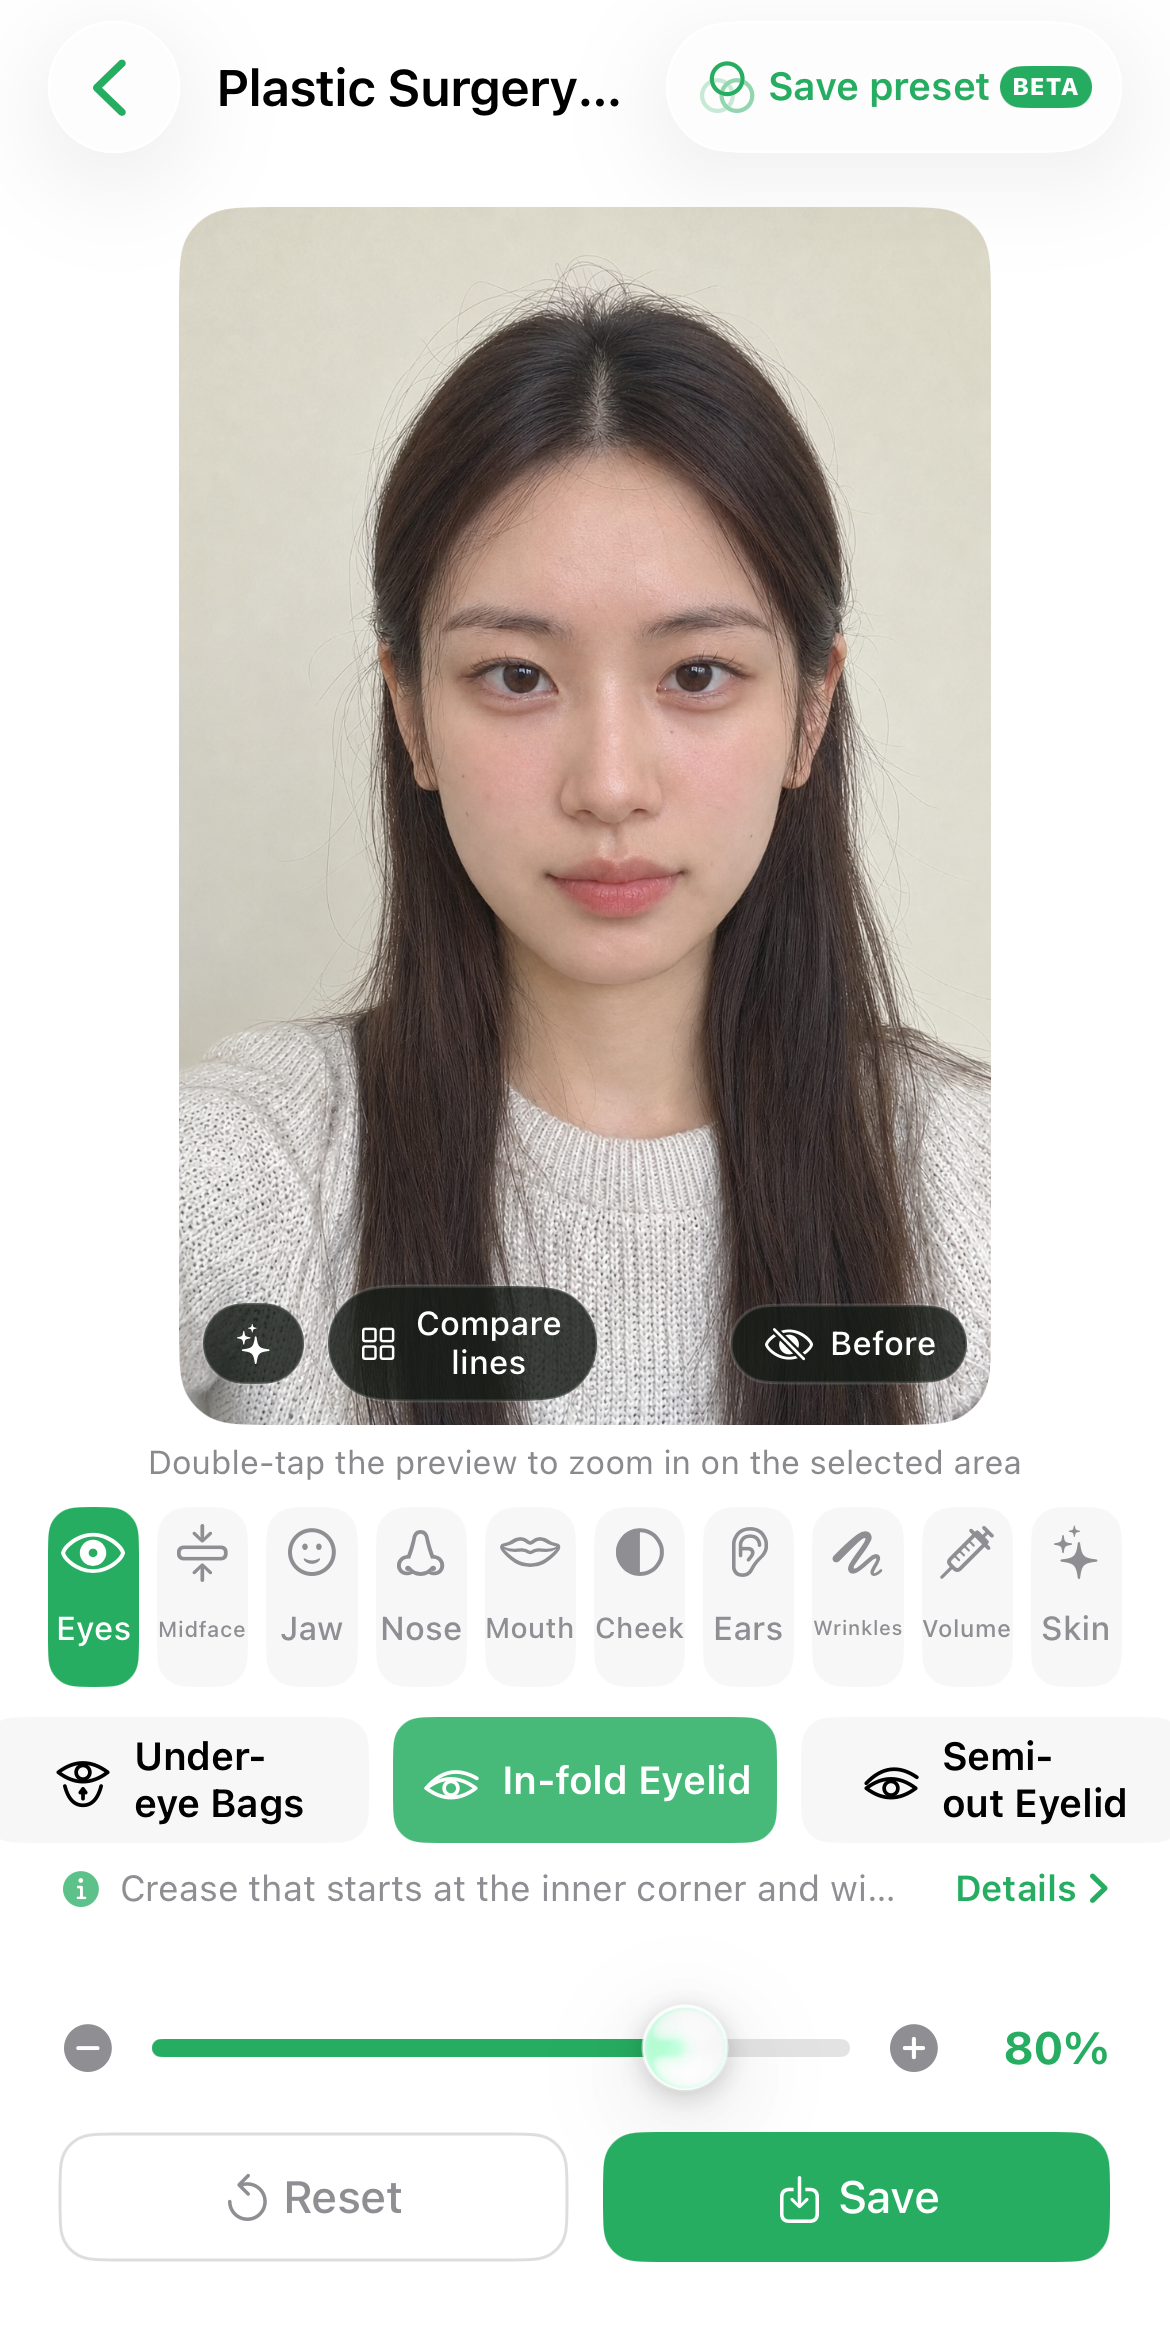 Plastic Surgery...
Save preset BETA
Compare
lines
Before
Double-tap the preview to zoom in on the selected area
Eyes
Midface
Jaw
Nose
Mouth
Cheek
Ears
Wrinkles
Volume
Skin
Under-
eye Bags
In-fold Eyelid
Semi-
out Eyelid
Crease that starts at the inner corner and wi...
Details
80%
Reset
Save